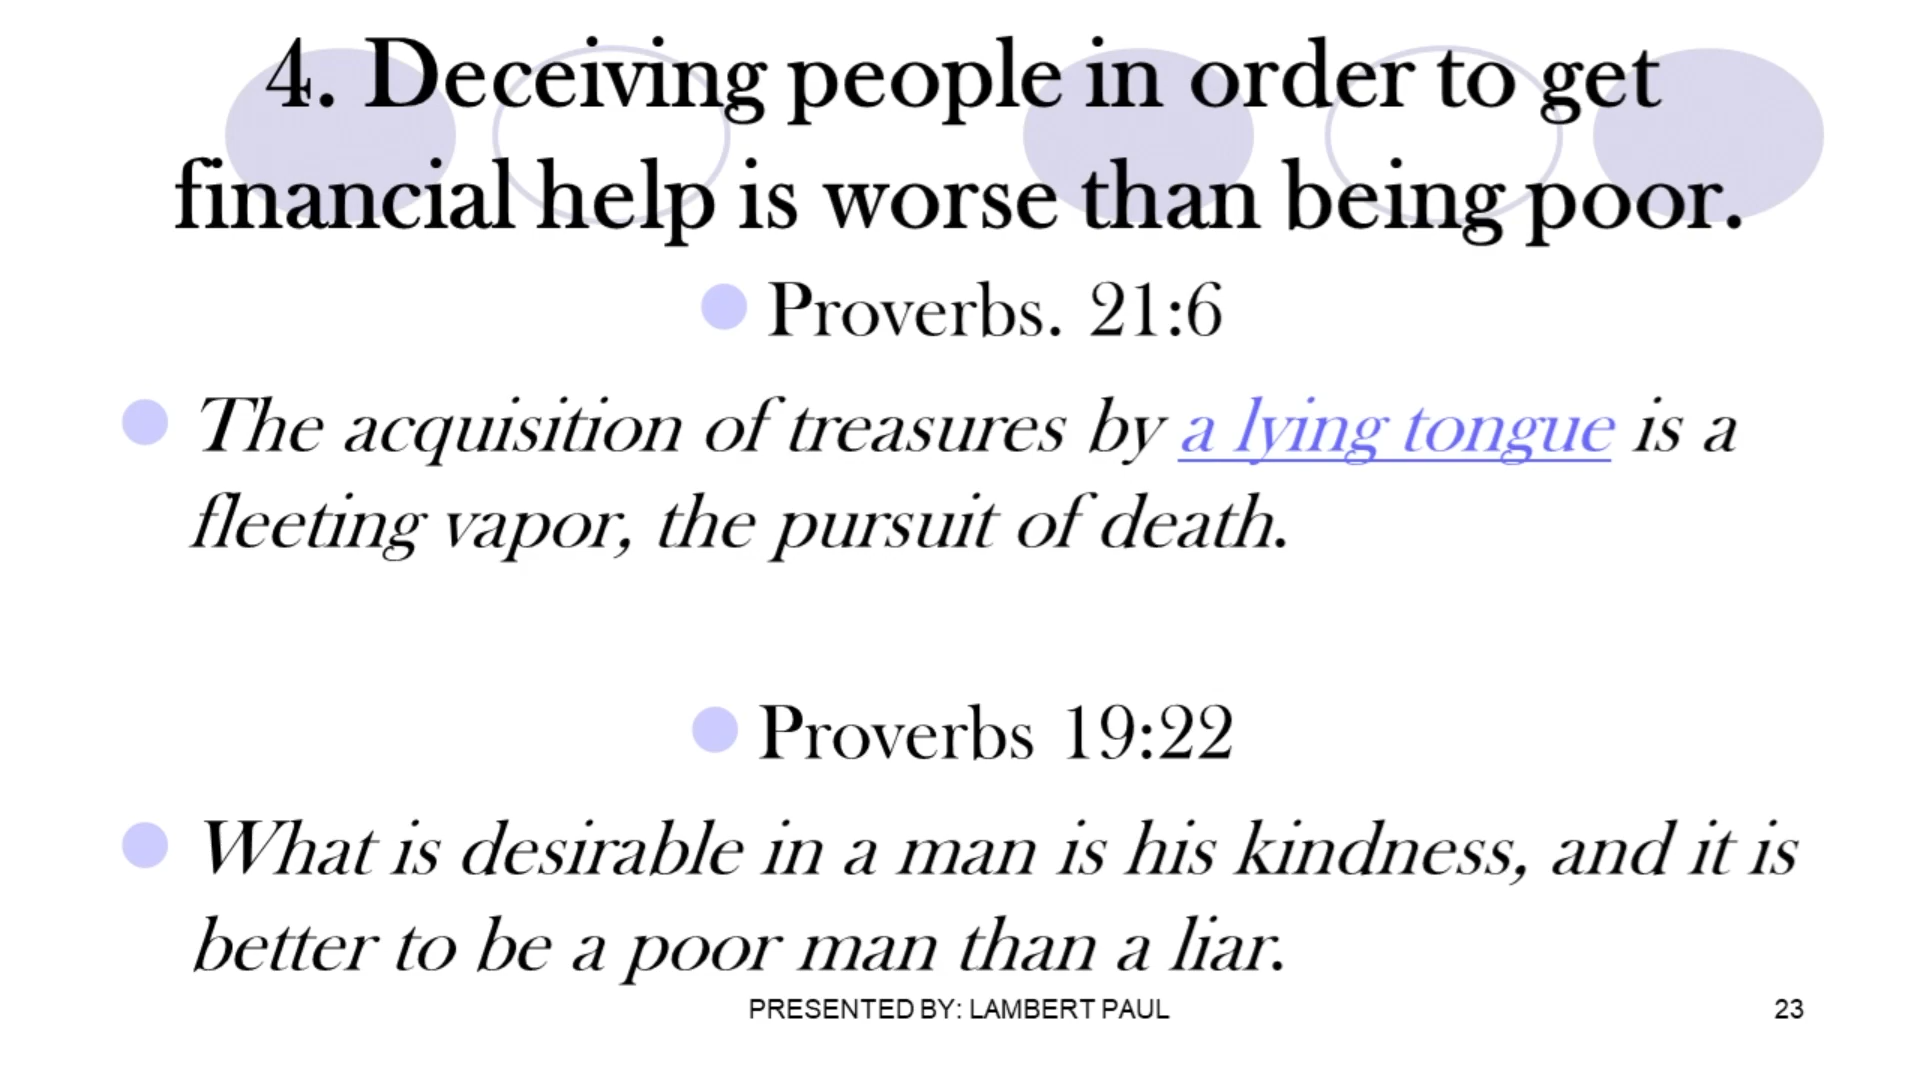 4. Deceiving people in order to get
financial help is worse than being poor.
Proverbs. 21:6
The acquisition of treasures by a lying tongue is a
fleeting vapor, the pursuit of death.
Proverbs 19:22
What is desirable in a man is his kindness, and it is
better to be a poor man than a liar.
PRESENTED BY: LAMBERT PAUL
23